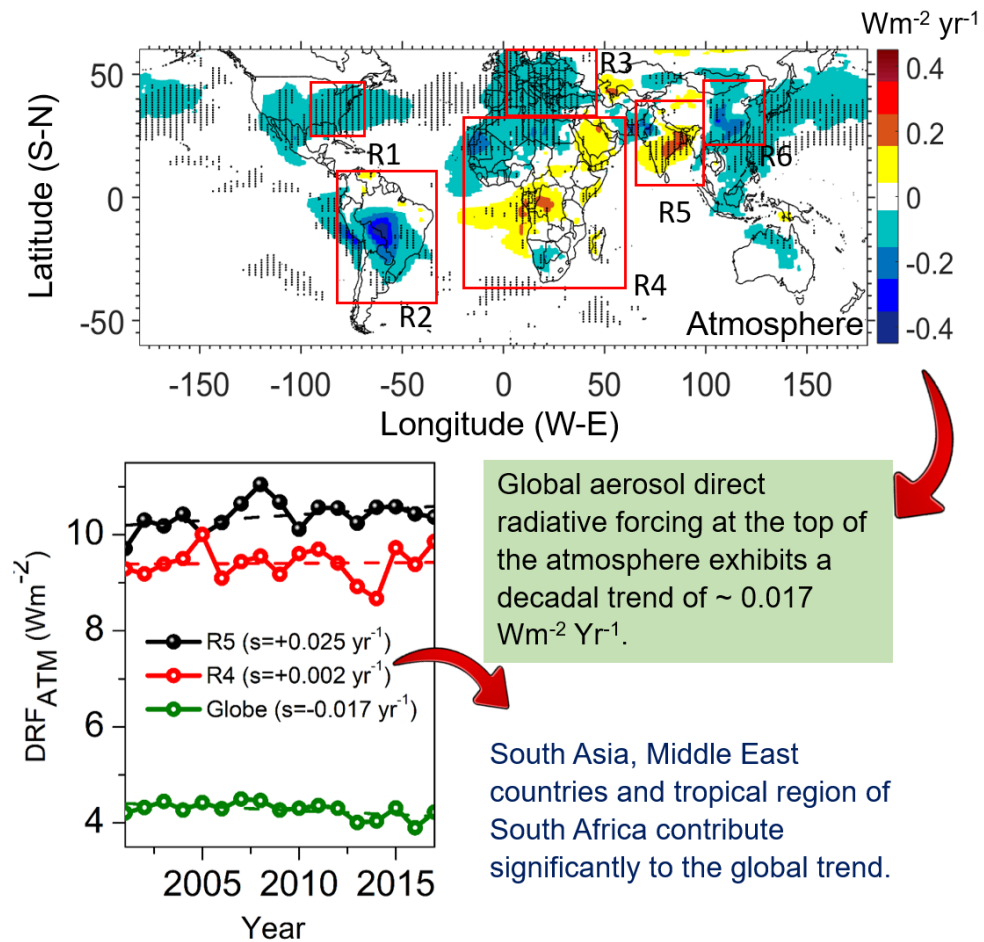 Wm-2 yr-1
50
0
-50
Latitude (S-N)
R1
R2
R3
R4
R5
R6
Atmosphere
0.4
0.2
0
-0.2
-0.4
-150
-100
-50
0
50
100
150
Longitude (W-E)
Global aerosol direct
radiative forcing at the top of
the atmosphere exhibits a
decadal trend of ~ 0.017
Wm-2 Yr-1.
10
8
6
4
DRFATM (Wm-2)
R5 (s=+0.025 yr-1)
R4 (s=+0.002 yr-1)
Globe (s=-0.017 yr-1)
2005
2010
2015
Year
South Asia, Middle East
countries and tropical region of
South Africa contribute
significantly to the global trend.